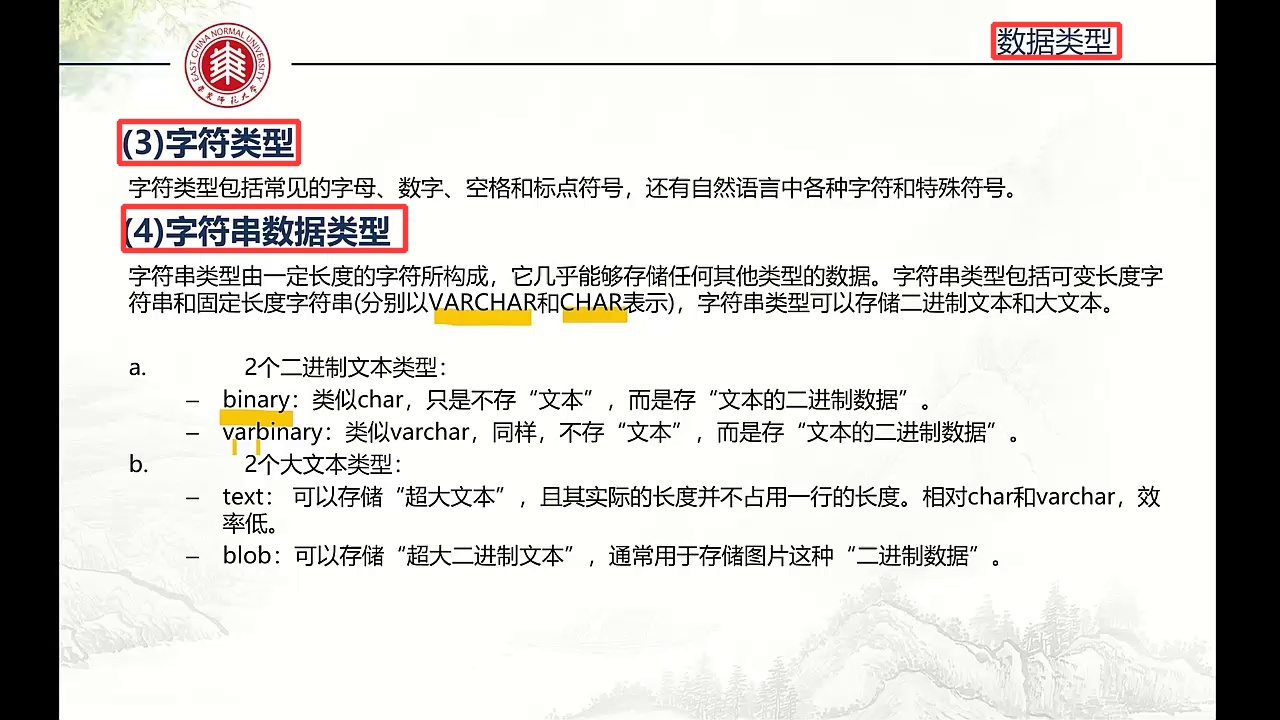 EAST CHINA NORMAL UNIVERSITY
华东师范大学
数据类型
(3)字符类型
字符类型包括常见的字母、数字、空格和标点符号，还有自然语言中各种字符和特殊符号。
(4)字符串数据类型
字符串类型由一定长度的字符所构成，它几乎能够存储任何其他类型的数据。字符串类型包括可变长度字
符串和固定长度字符串(分别以VARCHAR和CHAR表示)，字符串类型可以存储二进制文本和大文本。
a. 2个二进制文本类型：
– binary：类似char，只是不存“文本”，而是存“文本的二进制数据”。
– varbinary：类似varchar，同样，不存“文本”，而是存“文本的二进制数据”。
b. 2个大文本类型：
– text： 可以存储“超大文本”，且其实际的长度并不占用一行的长度。相对char和varchar，效
率低。
– blob：可以存储“超大二进制文本”，通常用于存储图片这种“二进制数据”。